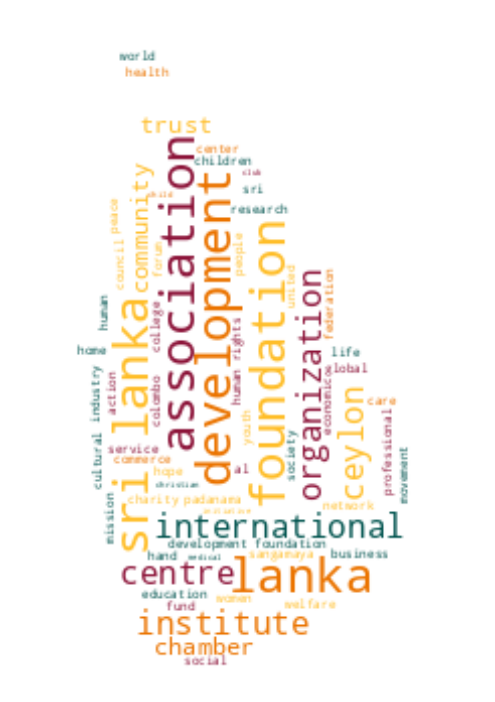 world
health
trust
center
children
club
sri
research
community
association
development
child
peace
council
forum
people
foundation
united
organization
federation
human
sri lanka
college
colombo
human rights
home
life
global
economics
industry
cultural
action
youth
society
ceylon
care
professional
movement
service
commerce
hope
al
christian
charity
padanama
network
mission
institute
international
development foundation
hand
medical
sangamaya
business
centre
lanka
education
women
fund
welfare
institute
chamber
social